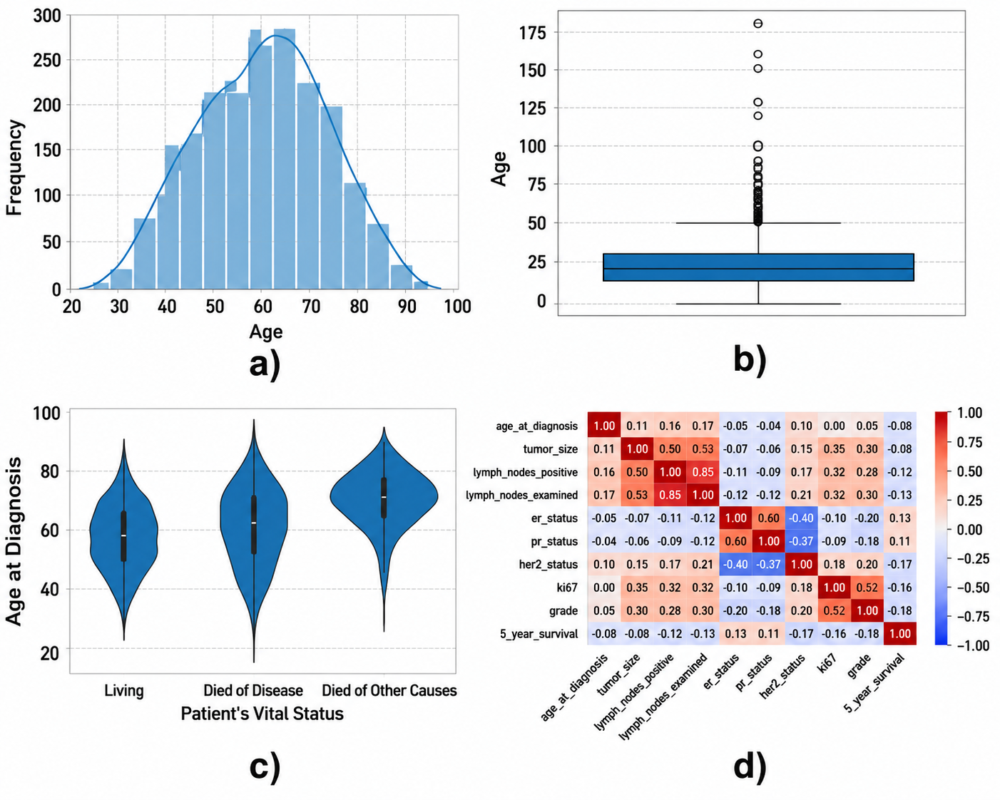 300
250
200
150
100
50
0
20 30 40 50 60 70 80 90 100
Frequency
Age
a)
175
150
125
100
75
50
25
0
Age
b)
100
80
60
40
20
Age at Diagnosis
Living Died of Disease Died of Other Causes
Patient's Vital Status
c)
age_at_diagnosis 1.00 0.11 0.16 0.17 -0.05 -0.04 0.10 0.00 0.05 -0.08
tumor_size 0.11 1.00 0.50 0.53 -0.07 -0.06 0.15 0.35 0.30 -0.08
lymph_nodes_positive 0.16 0.50 1.00 0.85 -0.11 -0.09 0.17 0.32 0.28 -0.12
lymph_nodes_examined 0.17 0.53 0.85 1.00 -0.12 -0.12 0.21 0.32 0.30 -0.13
er_status -0.05 -0.07 -0.11 -0.12 1.00 0.60 -0.40 -0.10 -0.20 0.13
pr_status -0.04 -0.06 -0.09 -0.12 0.60 1.00 -0.37 -0.09 -0.18 0.11
her2_status 0.10 0.15 0.17 0.21 -0.40 -0.37 1.00 0.18 0.20 -0.17
ki67 0.00 0.35 0.32 0.32 -0.10 -0.09 0.18 1.00 0.52 -0.16
grade 0.05 0.30 0.28 0.30 -0.20 -0.18 0.20 0.52 1.00 -0.18
5_year_survival -0.08 -0.08 -0.12 -0.13 0.13 0.11 -0.17 -0.16 -0.18 1.00
age_at_diagnosis
tumor_size
lymph_nodes_positive
lymph_nodes_examined
er_status
pr_status
her2_status
ki67
grade
5_year_survival
1.00
0.75
0.50
0.25
0.00
−0.25
−0.50
−0.75
−1.00
d)